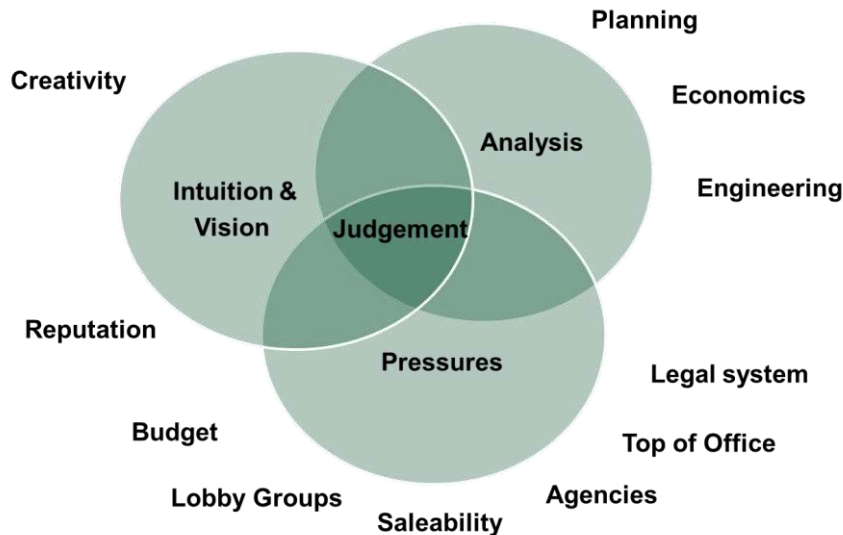 Planning
Creativity
Economics
Analysis
Engineering
Intuition &
Vision
Judgement
Reputation
Pressures
Legal system
Budget
Top of Office
Lobby Groups
Agencies
Saleability